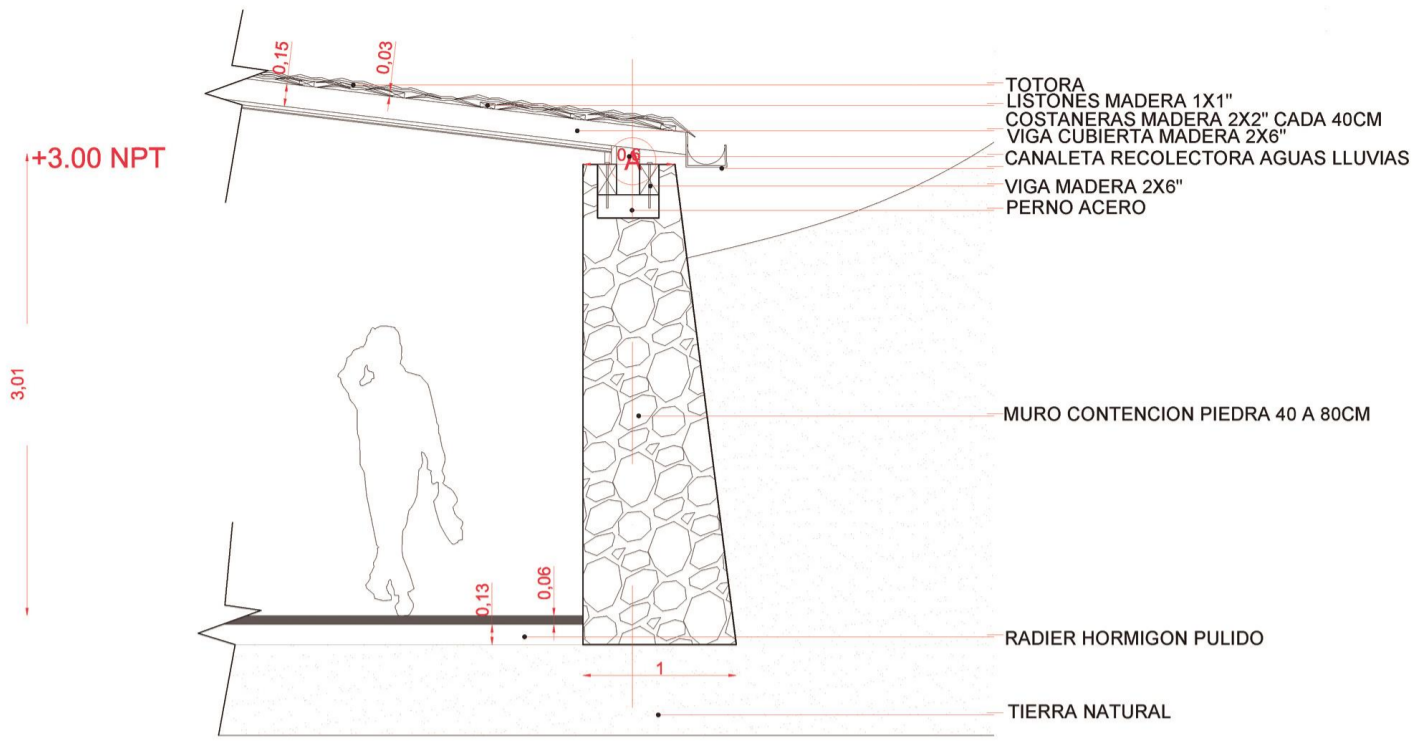 0,15
0,03
TOTORA
LISTONES MADERA 1X1"
COSTANERAS MADERA 2X2" CADA 40CM
VIGA CUBIERTA MADERA 2X6"
+3.00 NPT
A
CANALETA RECOLECTORA AGUAS LLUVIAS
VIGA MADERA 2X6"
PERNO ACERO
3,01
MURO CONTENCION PIEDRA 40 A 80CM
0,13
0,06
RADIER HORMIGON PULIDO
1
TIERRA NATURAL